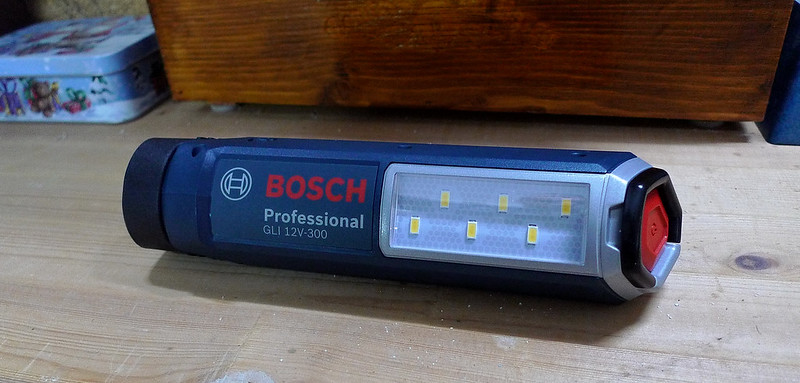 BOSCH
Professional
GLI 12V-300